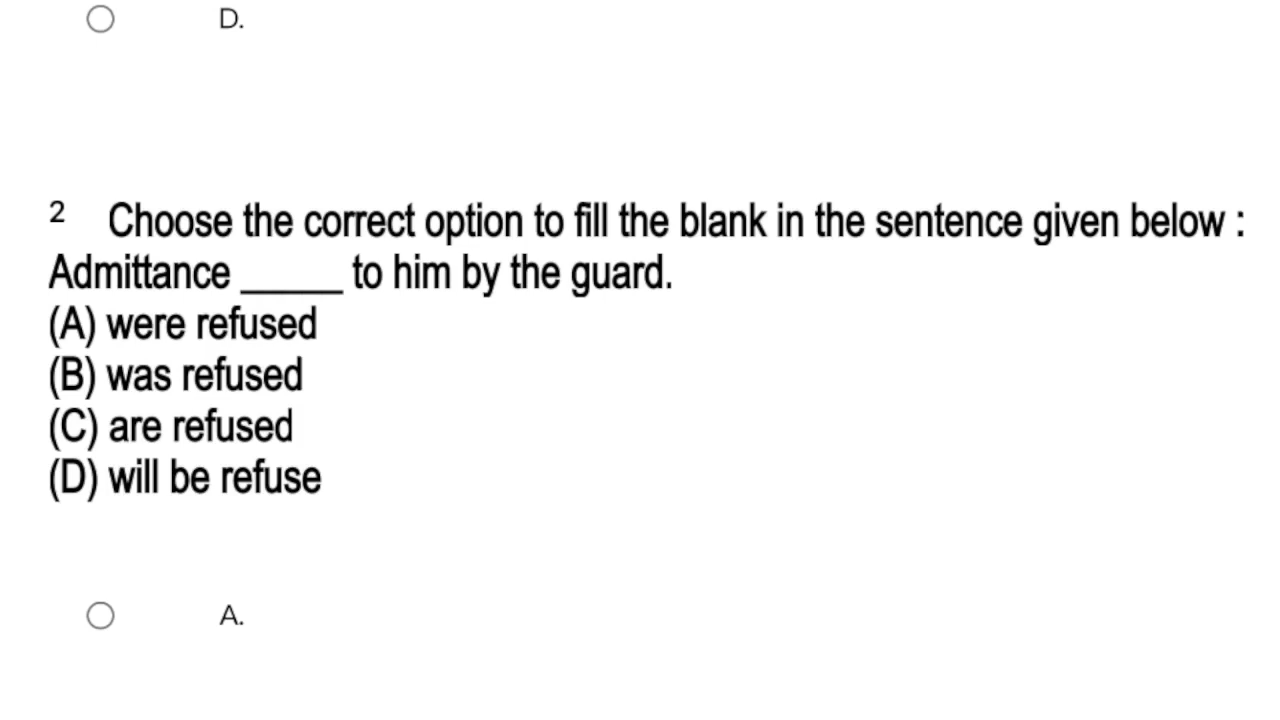 D.
2 Choose the correct option to fill the blank in the sentence given below :
Admittance _____ to him by the guard.
(A) were refused
(B) was refused
(C) are refused
(D) will be refuse
A.